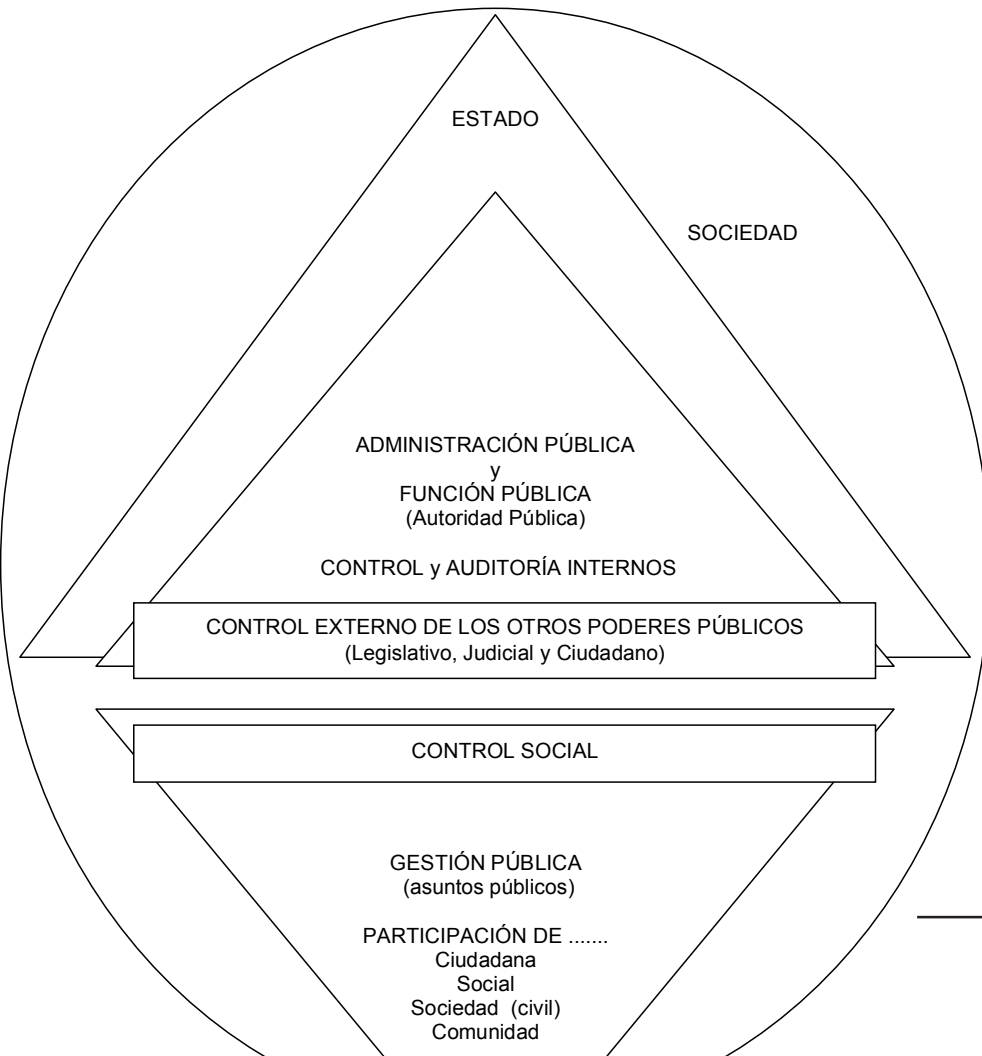 ESTADO
SOCIEDAD
ADMINISTRACIÓN PÚBLICA
y
FUNCIÓN PÚBLICA
(Autoridad Pública)
CONTROL y AUDITORÍA INTERNOS
CONTROL EXTERNO DE LOS OTROS PODERES PÚBLICOS
(Legislativo, Judicial y Ciudadano)
CONTROL SOCIAL
GESTIÓN PÚBLICA
(asuntos públicos)
PARTICIPACIÓN DE .......
Ciudadana
Social
Sociedad (civil)
Comunidad